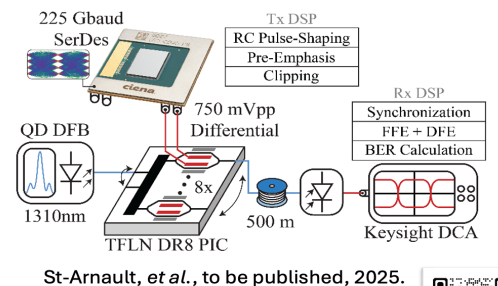 225 Gbaud
SerDes
ciena
Tx DSP
RC Pulse-Shaping
Pre-Emphasis
Clipping
750 mVpp
Differential
Rx DSP
Synchronization
FFE + DFE
BER Calculation
QD DFB
1310nm
8x
500 m
TFLN DR8 PIC
Keysight DCA
St-Arnault, et al., to be published, 2025.